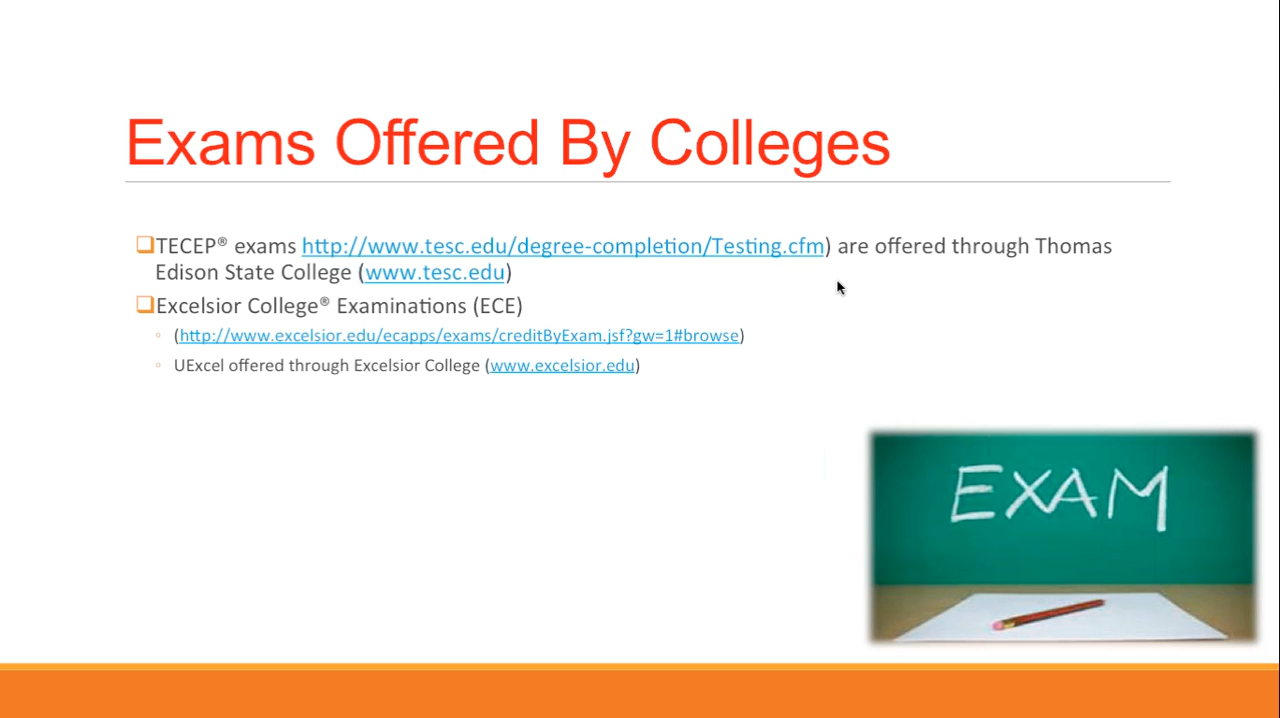 Exams Offered By Colleges
TECEP® exams http://www.tesc.edu/degree-completion/Testing.cfm) are offered through Thomas
Edison State College (www.tesc.edu)
Excelsior College® Examinations (ECE)
(http://www.excelsior.edu/ecapps/exams/creditByExam.jsf?gw=1#browse)
UExcel offered through Excelsior College (www.excelsior.edu)
EXAM